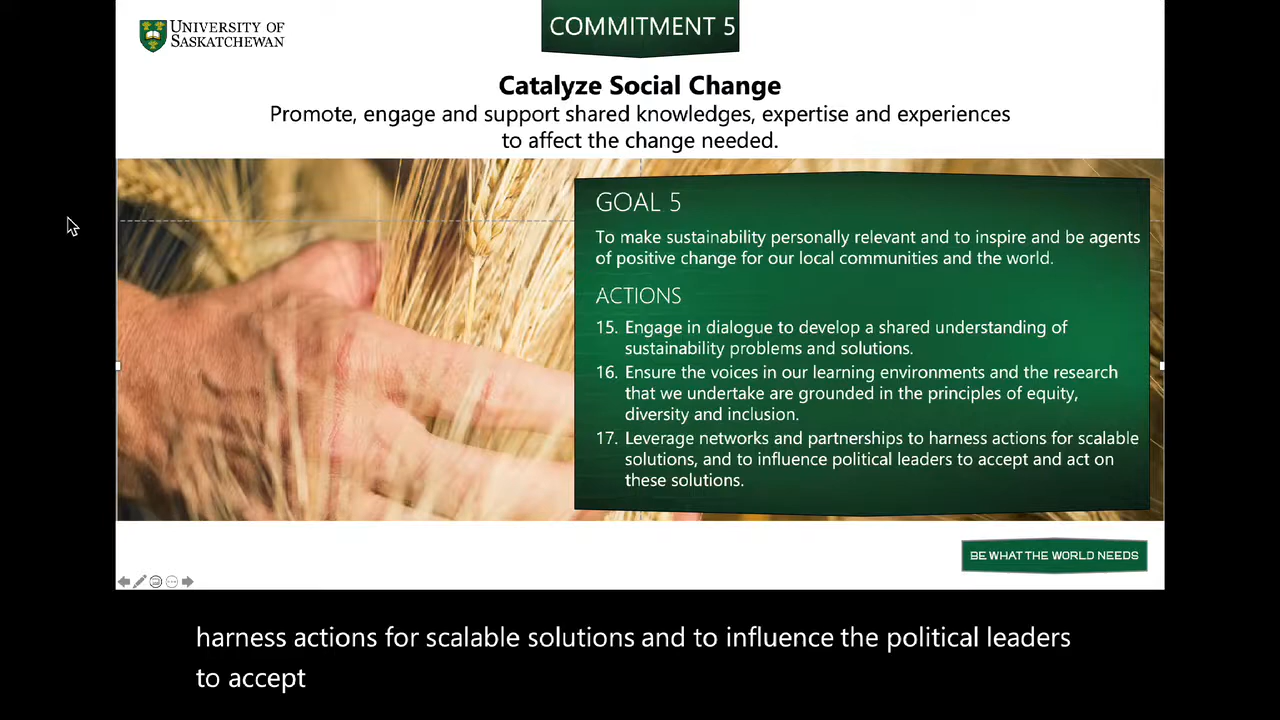 UNIVERSITY OF
SASKATCHEWAN
COMMITMENT 5
Catalyze Social Change
Promote, engage and support shared knowledges, expertise and experiences
to affect the change needed.
GOAL 5
To make sustainability personally relevant and to inspire and be agents
of positive change for our local communities and the world.
ACTIONS
15. Engage in dialogue to develop a shared understanding of
sustainability problems and solutions.
16. Ensure the voices in our learning environments and the research
that we undertake are grounded in the principles of equity,
diversity and inclusion.
17. Leverage networks and partnerships to harness actions for scalable
solutions, and to influence political leaders to accept and act on
these solutions.
BE WHAT THE WORLD NEEDS
harness actions for scalable solutions and to influence the political leaders
to accept